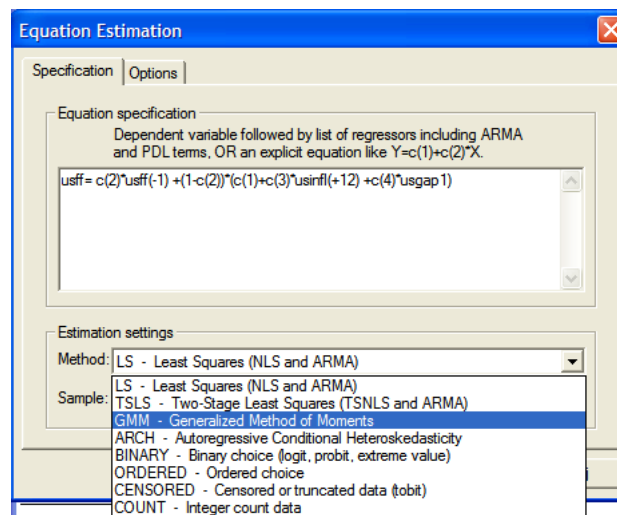 Equation Estimation
Specification
Options
Equation specification
Dependent variable followed by list of regressors including ARMA
and PDL terms, OR an explicit equation like Y=c(1)+c(2)*X.
usff= c(2)*usff(-1) +(1-c(2))*(c(1)+c(3)*usinfl(+12) +c(4)*usgap1)
Estimation settings
Method: LS - Least Squares (NLS and ARMA)
Sample:
LS - Least Squares (NLS and ARMA)
TSLS - Two-Stage Least Squares (TSNLS and ARMA)
GMM - Generalized Method of Moments
ARCH - Autoregressive Conditional Heteroskedasticity
BINARY - Binary choice (logit, probit, extreme value)
ORDERED - Ordered choice
CENSORED - Censored or truncated data (tobit)
COUNT - Integer count data